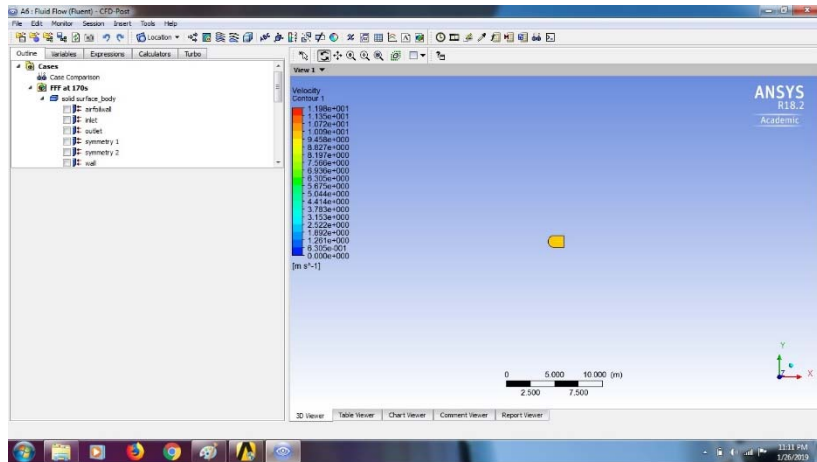 A6 : Fluid Flow (Fluent) - CFD-Post
File Edit Monitor Session Insert Tools Help
Location
Outline Variables Expressions Calculators Turbo
Cases
Case Comparison
FFF at 170s
solid surface_body
airfoilwall
inlet
outlet
symmetry 1
symmetry 2
wall
View 1
Velocity
Contour 1
1.198e+001
1.135e+001
1.072e+001
1.009e+001
9.458e+000
8.827e+000
8.197e+000
7.566e+000
6.936e+000
6.305e+000
5.675e+000
5.044e+000
4.414e+000
3.783e+000
3.153e+000
2.522e+000
1.892e+000
1.261e+000
6.305e-001
0.000e+000
[m s^-1]
ANSYS
R18.2
Academic
0 5.000 10.000 (m)
2.500 7.500
Y
Z X
3D Viewer Table Viewer Chart Viewer Comment Viewer Report Viewer
11:11 PM
1/26/2019